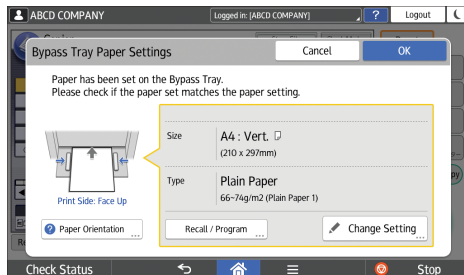 ABCD COMPANY
Logged in: [ABCD COMPANY]
?
Logout
Bypass Tray Paper Settings
Cancel
OK
Paper has been set on the Bypass Tray.
Please check if the paper set matches the paper setting.
Size
A4 : Vert.
(210 x 297mm)
Type
Plain Paper
66~74g/m2 (Plain Paper 1)
Print Side: Face Up
? Paper Orientation ...
Recall / Program ...
Change Setting ...
Check Status
Stop